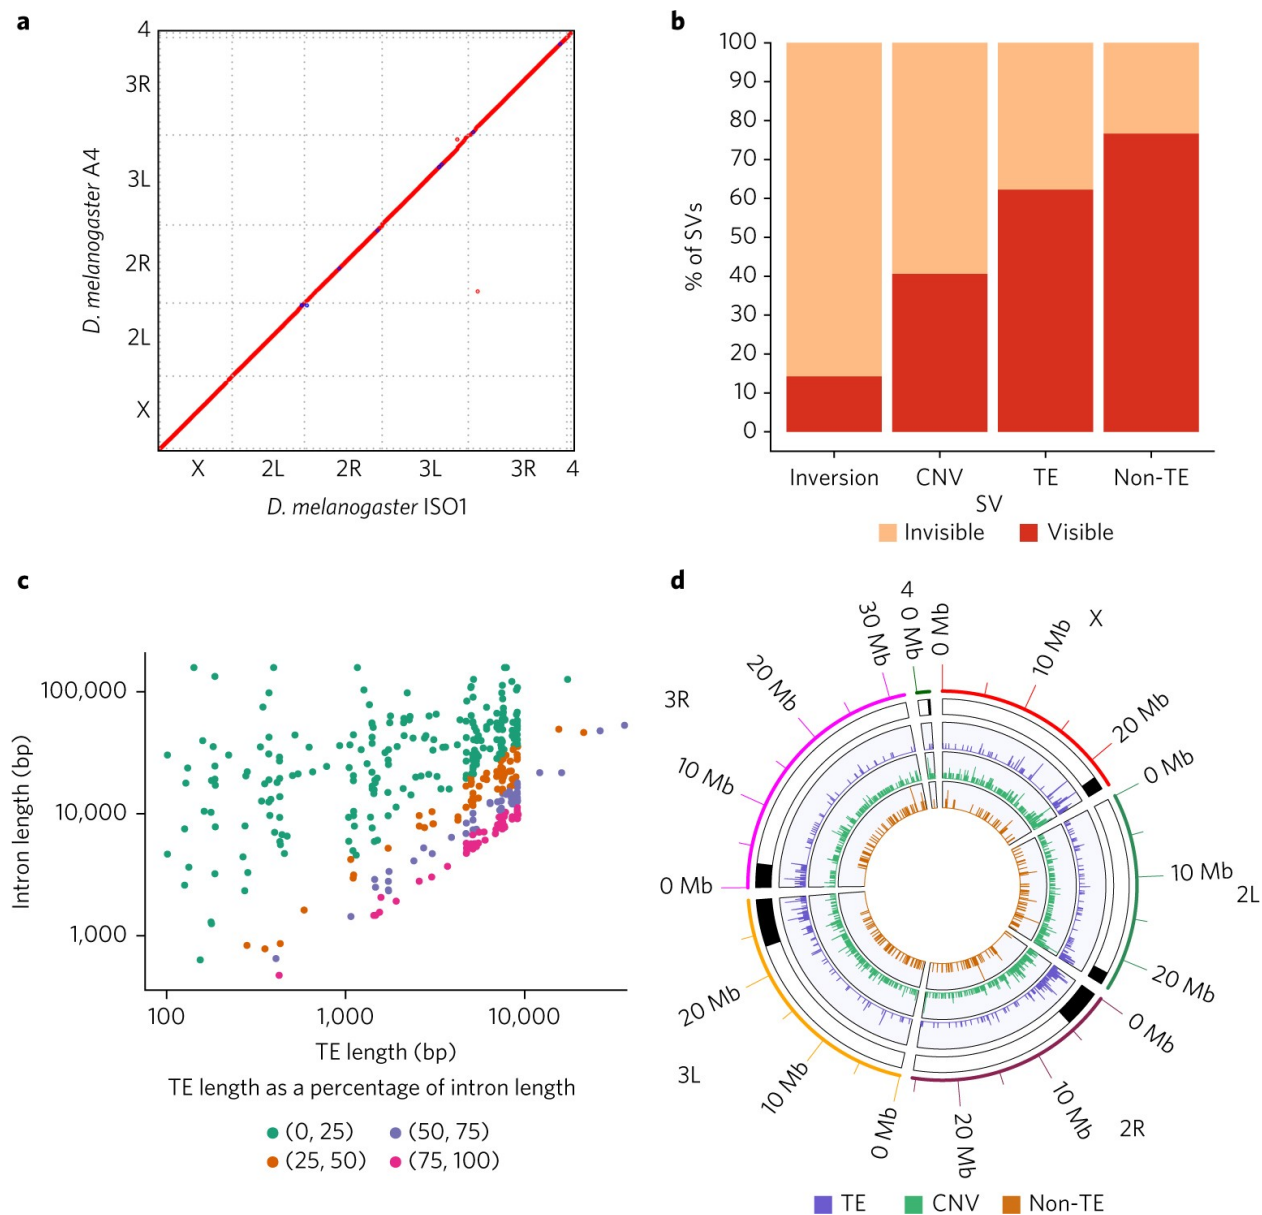 a
4
3R
3L
2R
2L
X
D. melanogaster A4
X 2L 2R 3L 3R 4
D. melanogaster ISO1
b
100
90
80
70
60
50
40
30
20
10
0
% of SVs
Inversion CNV TE Non-TE
SV
Invisible Visible
c
100,000
10,000
1,000
Intron length (bp)
100 1,000 10,000
TE length (bp)
TE length as a percentage of intron length
(0, 25) (50, 75)
(25, 50) (75, 100)
d
4
0 Mb
X
0 Mb
10 Mb
20 Mb
2L
0 Mb
10 Mb
20 Mb
2R
0 Mb
10 Mb
20 Mb
3L
0 Mb
10 Mb
20 Mb
3R
0 Mb
10 Mb
20 Mb
30 Mb
TE CNV Non-TE